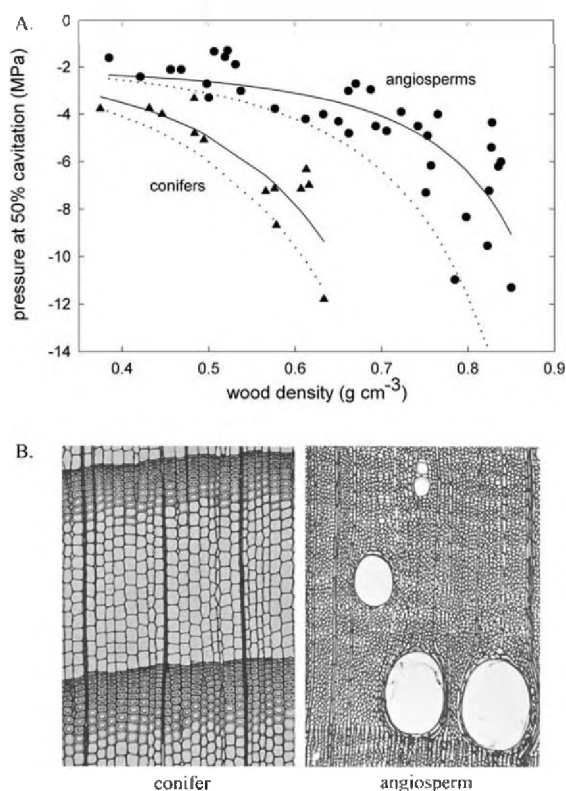 A.
0
-2
-4
-6
-8
-10
-12
-14
pressure at 50% cavitation (MPa)
angiosperms
conifers
0.4 0.5 0.6 0.7 0.8 0.9
wood density (g cm⁻³)
B.
conifer angiosperm